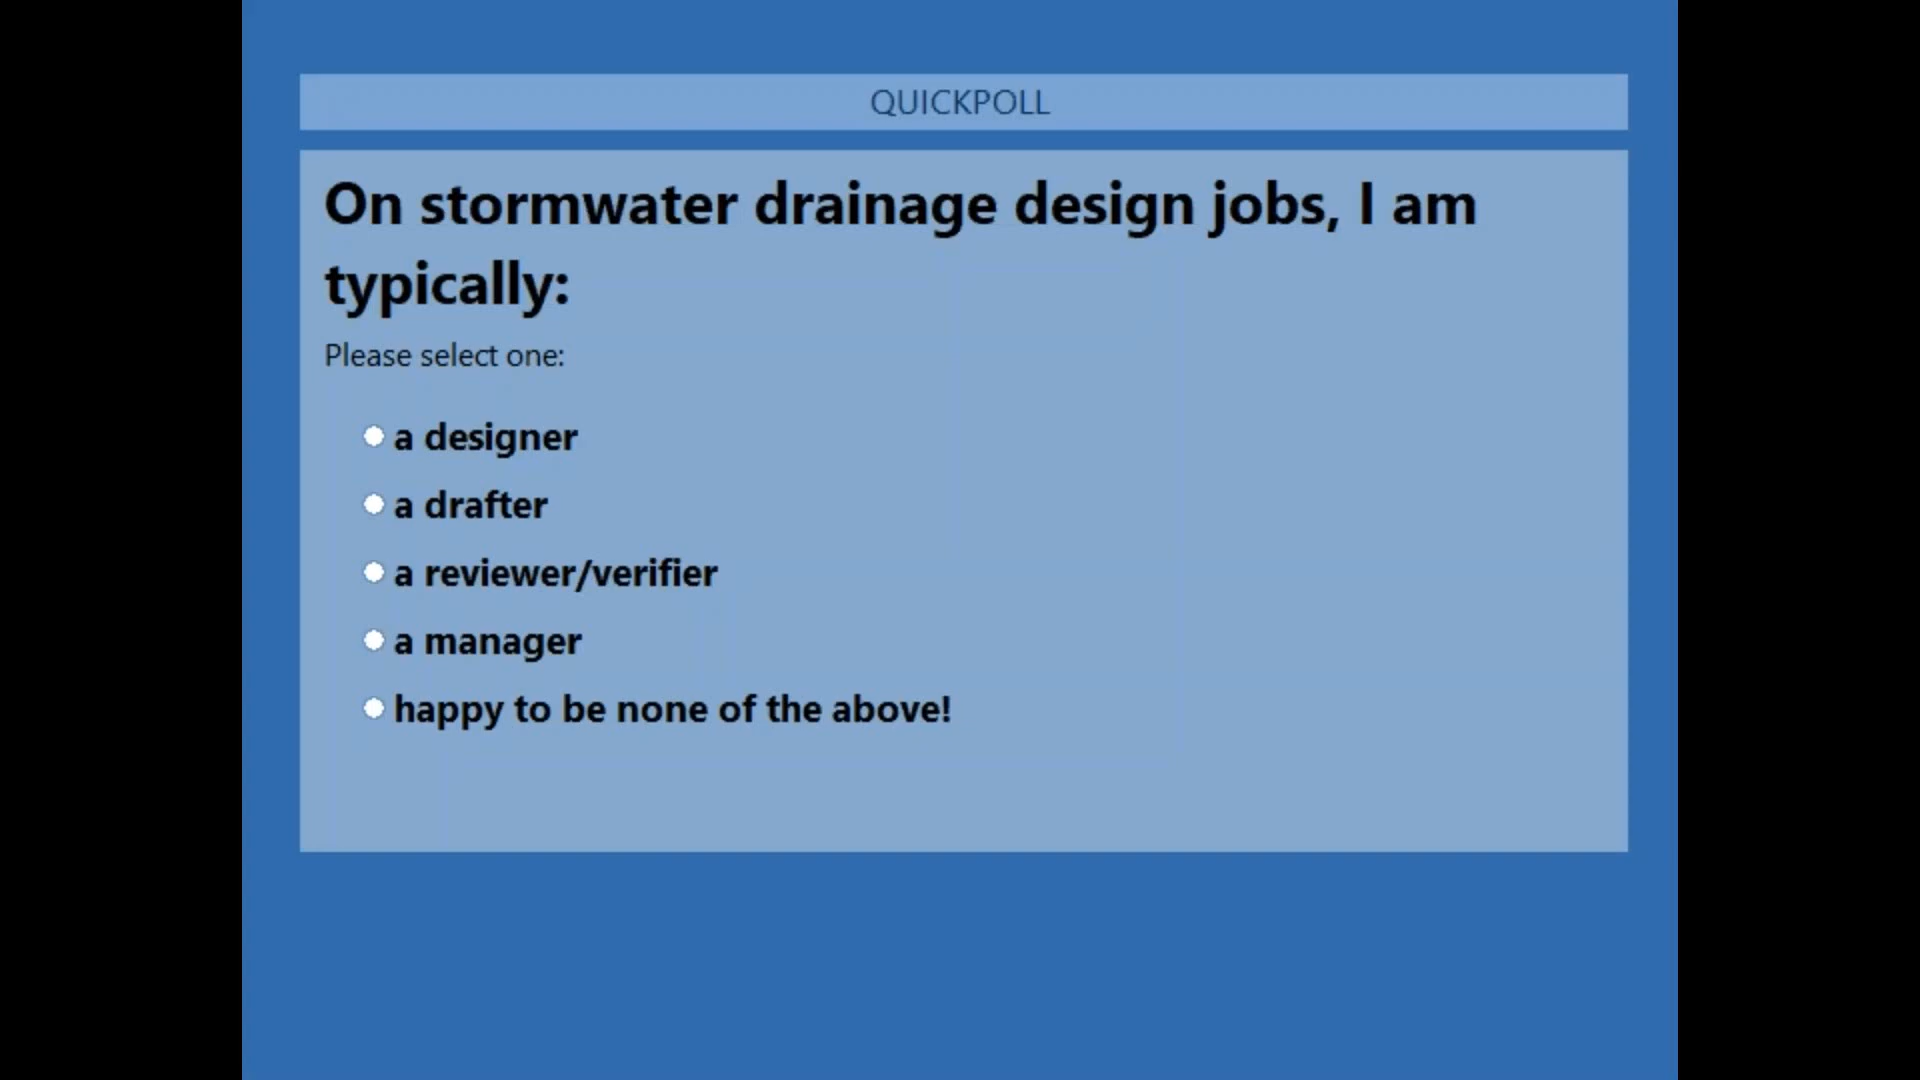 QUICKPOLL
On stormwater drainage design jobs, I am
typically:
Please select one:
a designer
a drafter
a reviewer/verifier
a manager
happy to be none of the above!